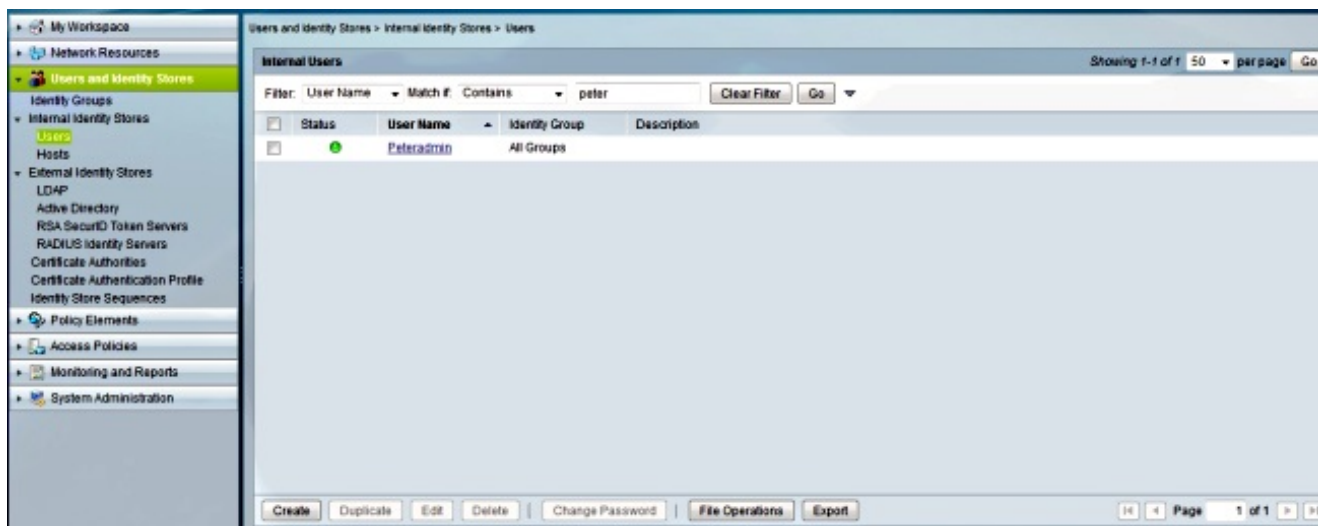 My Workspace
Network Resources
Users and Identity Stores
Identity Groups
Internal Identity Stores
Users
Hosts
External Identity Stores
LDAP
Active Directory
RSA SecurID Token Servers
RADIUS Identity Servers
Certificate Authorities
Certificate Authentication Profile
Identity Store Sequences
Policy Elements
Access Policies
Monitoring and Reports
System Administration
Users and Identity Stores > Internal Identity Stores > Users
Internal Users Showing 1-1 of 1 50 per page Go
Filter: User Name Match if: Contains peter Clear Filter Go
Status User Name Identity Group Description
Peteradmin All Groups
Create Duplicate Edit Delete | Change Password | File Operations Export Page 1 of 1